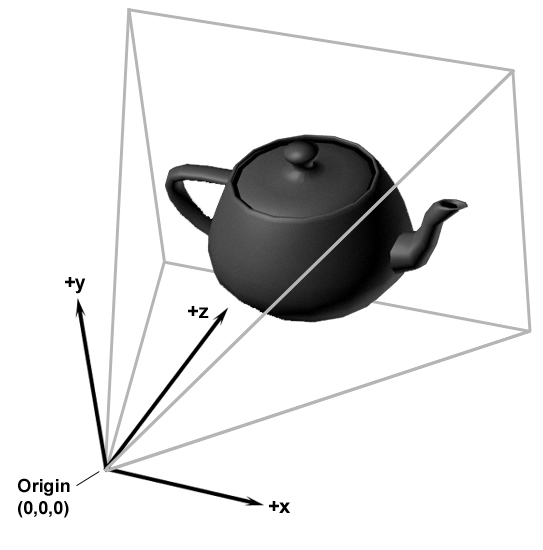 +y
+z
Origin
(0,0,0)
+x